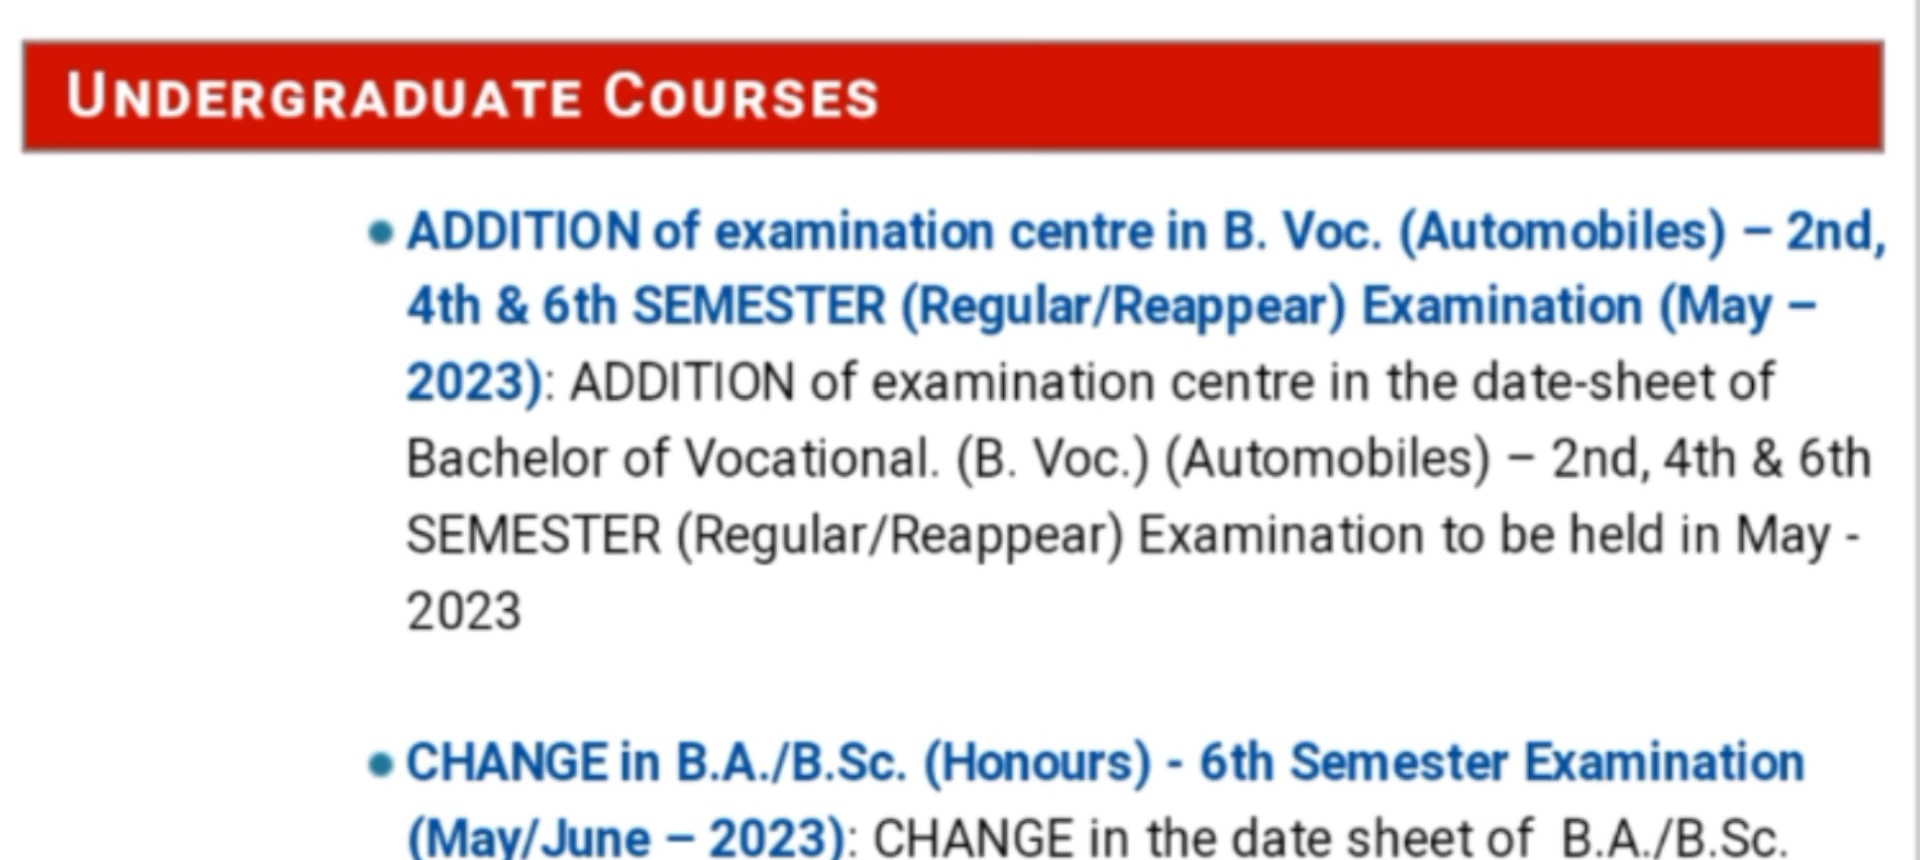 UNDERGRADUATE COURSES
• ADDITION of examination centre in B. Voc. (Automobiles) – 2nd,
4th & 6th SEMESTER (Regular/Reappear) Examination (May –
2023): ADDITION of examination centre in the date-sheet of
Bachelor of Vocational. (B. Voc.) (Automobiles) – 2nd, 4th & 6th
SEMESTER (Regular/Reappear) Examination to be held in May -
2023
• CHANGE in B.A./B.Sc. (Honours) - 6th Semester Examination
(May/June – 2023): CHANGE in the date sheet of B.A./B.Sc.